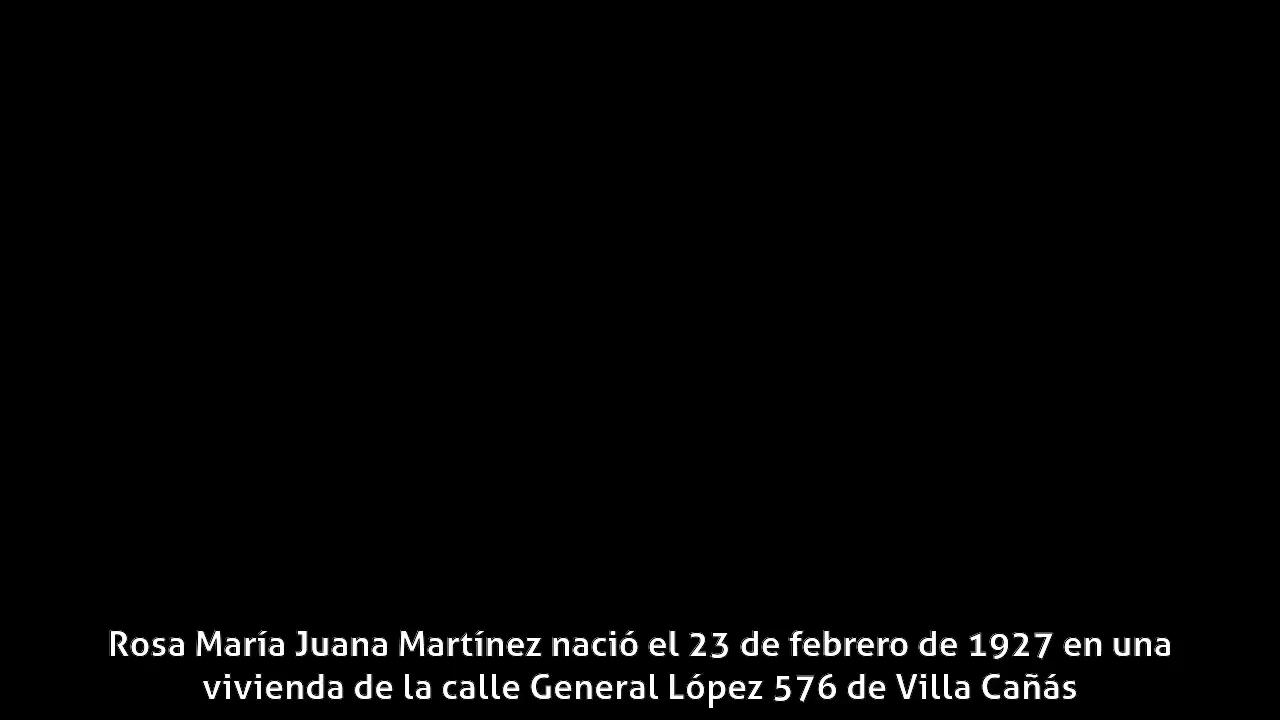 Rosa María Juana Martínez nació el 23 de febrero de 1927 en una
vivienda de la calle General López 576 de Villa Cañás